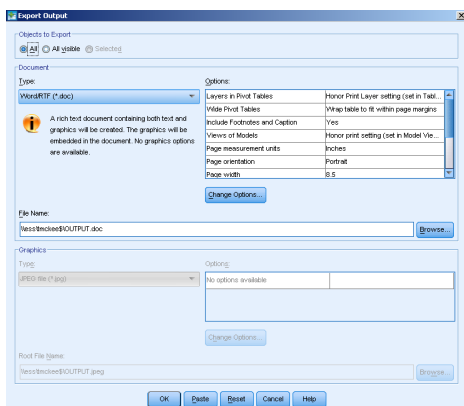 Export Output
Objects to Export
All All visible Selected
Document
Type:
Word/RTF (*.doc)
A rich text document containing both text and
graphics will be created. The graphics will be
embedded in the document. No graphics options
are available.
Options:
Layers in Pivot Tables Honor Print Layer setting (set in Tabl...
Wide Pivot Tables Wrap table to fit within page margins
Include Footnotes and Caption Yes
Views of Models Honor print setting (set in Model Vie...
Page measurement units Inches
Page orientation Portrait
Page width 8.5
Change Options...
File Name:
\\ess\tmckee$\OUTPUT.doc
Browse...
Graphics
Type:
JPEG file (*.jpg)
Options:
No options available
Change Options...
Root File Name:
\\ess\tmckee$\OUTPUT.jpeg
Browse...
OK Paste Reset Cancel Help